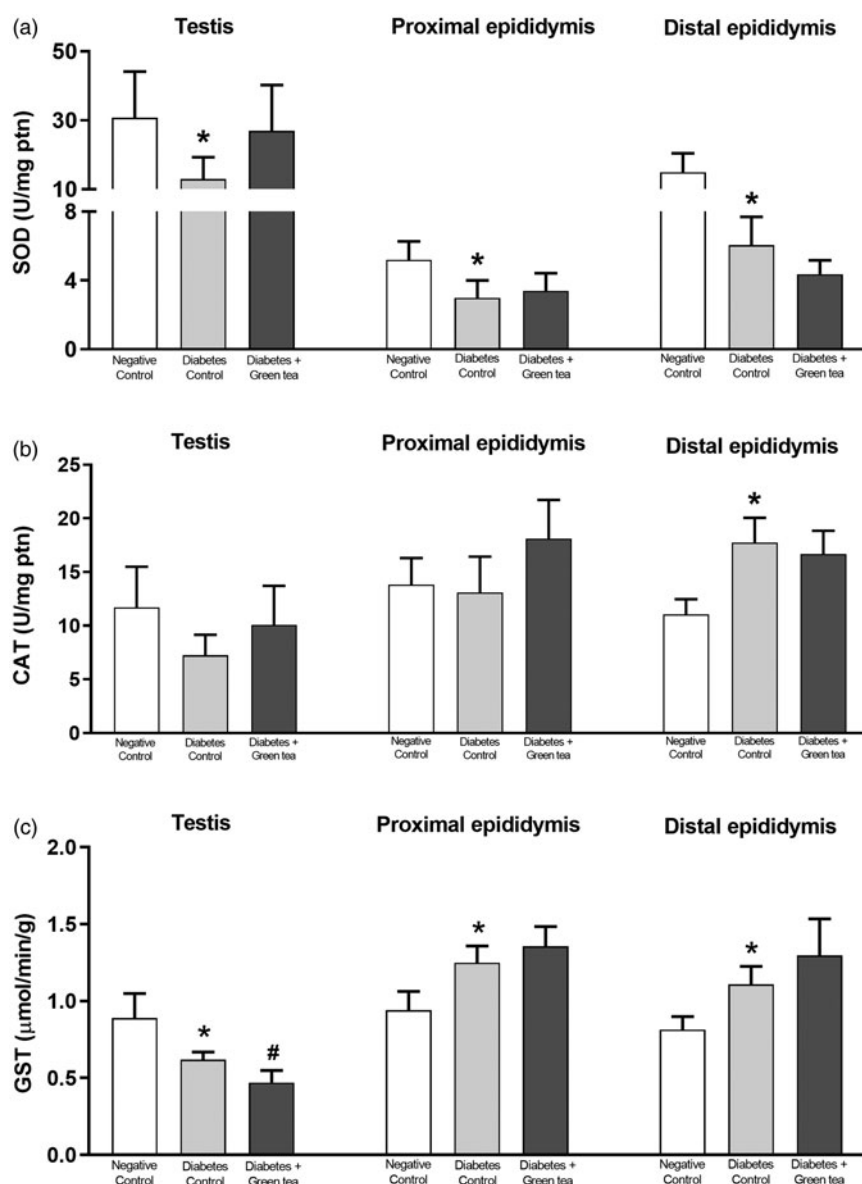 (a)
Testis Proximal epididymis Distal epididymis
SOD (U/mg ptn)
50
30
10
8
4
0
* * *
Negative Control Diabetes Control Diabetes + Green tea Negative Control Diabetes Control Diabetes + Green tea Negative Control Diabetes Control Diabetes + Green tea
(b)
Testis Proximal epididymis Distal epididymis
CAT (U/mg ptn)
25
20
15
10
5
0
*
Negative Control Diabetes Control Diabetes + Green tea Negative Control Diabetes Control Diabetes + Green tea Negative Control Diabetes Control Diabetes + Green tea
(c)
Testis Proximal epididymis Distal epididymis
GST (μmol/min/g)
2.0
1.5
1.0
0.5
0.0
* # * *
Negative Control Diabetes Control Diabetes + Green tea Negative Control Diabetes Control Diabetes + Green tea Negative Control Diabetes Control Diabetes + Green tea